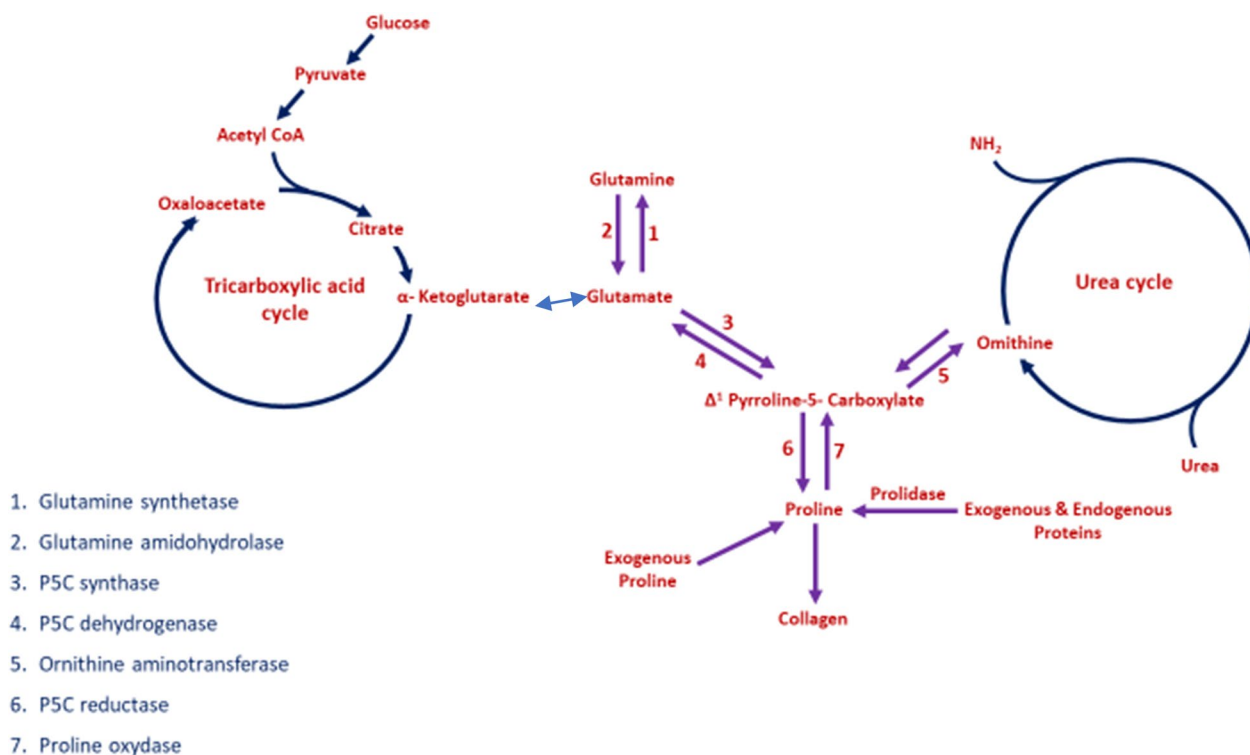 Glucose
Pyruvate
Acetyl CoA
Oxaloacetate
Citrate
Tricarboxylic acid
cycle
α- Ketoglutarate
Glutamine
2
1
Glutamate
3
4
NH₂
Urea cycle
Omithine
5
Δ¹ Pyrroline-5- Carboxylate
Urea
6
7
Proline
Prolidase
Exogenous & Endogenous
Proteins
Exogenous
Proline
Collagen
1. Glutamine synthetase
2. Glutamine amidohydrolase
3. P5C synthase
4. P5C dehydrogenase
5. Ornithine aminotransferase
6. P5C reductase
7. Proline oxydase